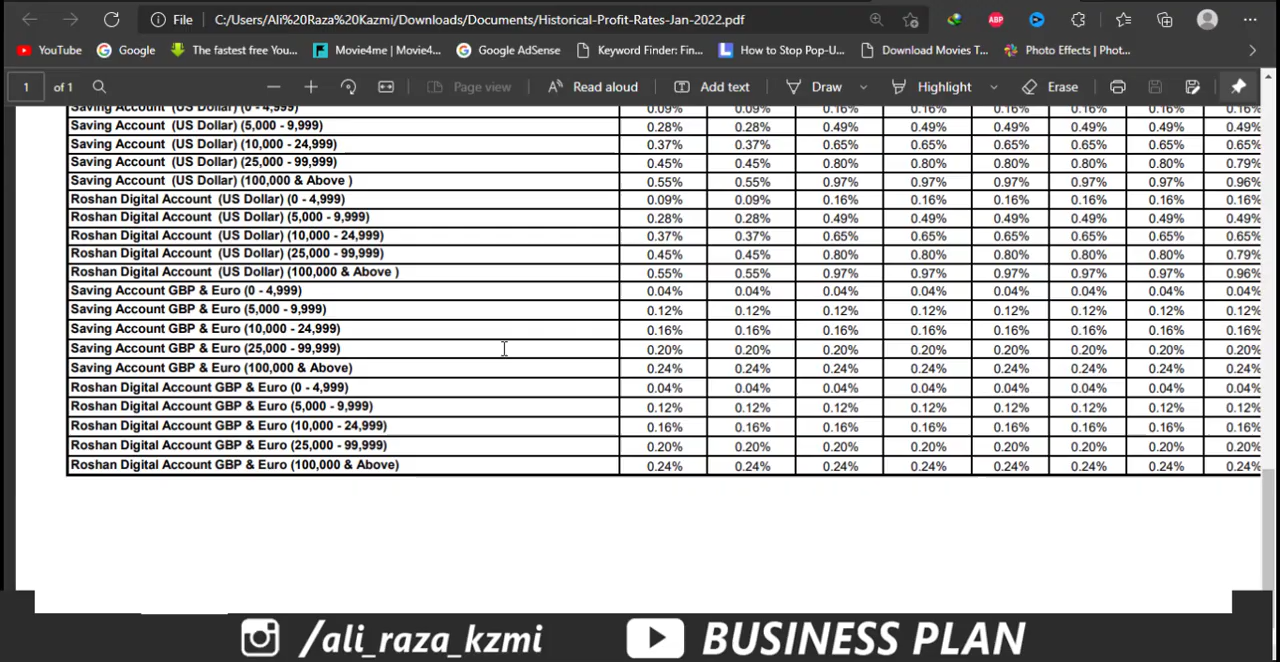 File C:/Users/Ali%20Raza%20Kazmi/Downloads/Documents/Historical-Profit-Rates-Jan-2022.pdf ABP
YouTube Google The fastest free You... Movie4me | Movie4... Google AdSense Keyword Finder: Fin... How to Stop Pop-U... Download Movies T... Photo Effects | Phot...
1 of 1 Page view Read aloud Add text Draw Highlight Erase
Saving Account (US Dollar) (0 - 4,999) 0.09% 0.09% 0.16% 0.16% 0.16% 0.16% 0.16% 0.16%
Saving Account (US Dollar) (5,000 - 9,999) 0.28% 0.28% 0.49% 0.49% 0.49% 0.49% 0.49% 0.49%
Saving Account (US Dollar) (10,000 - 24,999) 0.37% 0.37% 0.65% 0.65% 0.65% 0.65% 0.65% 0.65%
Saving Account (US Dollar) (25,000 - 99,999) 0.45% 0.45% 0.80% 0.80% 0.80% 0.80% 0.80% 0.79%
Saving Account (US Dollar) (100,000 & Above ) 0.55% 0.55% 0.97% 0.97% 0.97% 0.97% 0.97% 0.96%
Roshan Digital Account (US Dollar) (0 - 4,999) 0.09% 0.09% 0.16% 0.16% 0.16% 0.16% 0.16% 0.16%
Roshan Digital Account (US Dollar) (5,000 - 9,999) 0.28% 0.28% 0.49% 0.49% 0.49% 0.49% 0.49% 0.49%
Roshan Digital Account (US Dollar) (10,000 - 24,999) 0.37% 0.37% 0.65% 0.65% 0.65% 0.65% 0.65% 0.65%
Roshan Digital Account (US Dollar) (25,000 - 99,999) 0.45% 0.45% 0.80% 0.80% 0.80% 0.80% 0.80% 0.79%
Roshan Digital Account (US Dollar) (100,000 & Above ) 0.55% 0.55% 0.97% 0.97% 0.97% 0.97% 0.97% 0.96%
Saving Account GBP & Euro (0 - 4,999) 0.04% 0.04% 0.04% 0.04% 0.04% 0.04% 0.04% 0.04%
Saving Account GBP & Euro (5,000 - 9,999) 0.12% 0.12% 0.12% 0.12% 0.12% 0.12% 0.12% 0.12%
Saving Account GBP & Euro (10,000 - 24,999) 0.16% 0.16% 0.16% 0.16% 0.16% 0.16% 0.16% 0.16%
Saving Account GBP & Euro (25,000 - 99,999) 0.20% 0.20% 0.20% 0.20% 0.20% 0.20% 0.20% 0.20%
Saving Account GBP & Euro (100,000 & Above) 0.24% 0.24% 0.24% 0.24% 0.24% 0.24% 0.24% 0.24%
Roshan Digital Account GBP & Euro (0 - 4,999) 0.04% 0.04% 0.04% 0.04% 0.04% 0.04% 0.04% 0.04%
Roshan Digital Account GBP & Euro (5,000 - 9,999) 0.12% 0.12% 0.12% 0.12% 0.12% 0.12% 0.12% 0.12%
Roshan Digital Account GBP & Euro (10,000 - 24,999) 0.16% 0.16% 0.16% 0.16% 0.16% 0.16% 0.16% 0.16%
Roshan Digital Account GBP & Euro (25,000 - 99,999) 0.20% 0.20% 0.20% 0.20% 0.20% 0.20% 0.20% 0.20%
Roshan Digital Account GBP & Euro (100,000 & Above) 0.24% 0.24% 0.24% 0.24% 0.24% 0.24% 0.24% 0.24%
/ali_raza_kzmi BUSINESS PLAN